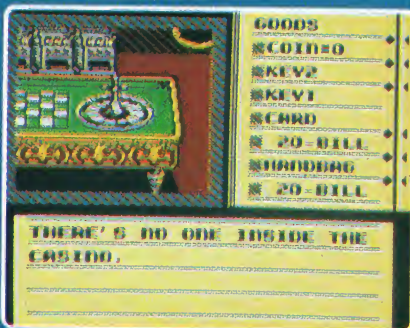 GOODS
※COIN=0
※KEY2
※KEY1
※CARD
※ 20=BILL
※HANDBAG
※ 20=BILL
THERE'S NO ONE INSIDE THE
CASINO.